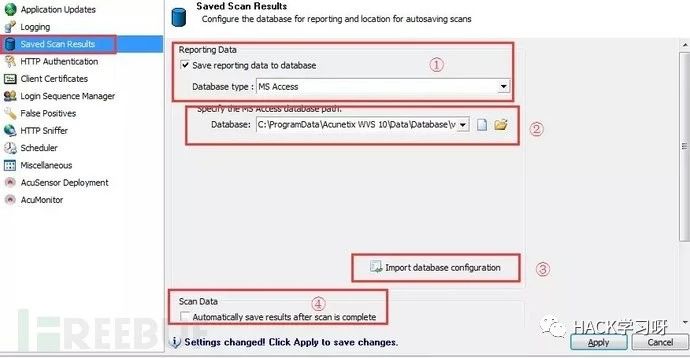 Application Updates
Logging
Saved Scan Results
HTTP Authentication
Client Certificates
Login Sequence Manager
False Positives
HTTP Sniffer
Scheduler
Miscellaneous
AcuSensor Deployment
AcuMonitor
Saved Scan Results
Configure the database for reporting and location for autosaving scans
Reporting Data
Save reporting data to database
①
Database type : MS Access
Specify the MS Access database path.
Database: C:\ProgramData\Acunetix WVS 10\Data\Database\v
②
Import database configuration
③
Scan Data
④
Automatically save results after scan is complete
REEBUF
HACK学习呀
Settings changed! Click Apply to save changes.
Apply
Cancel